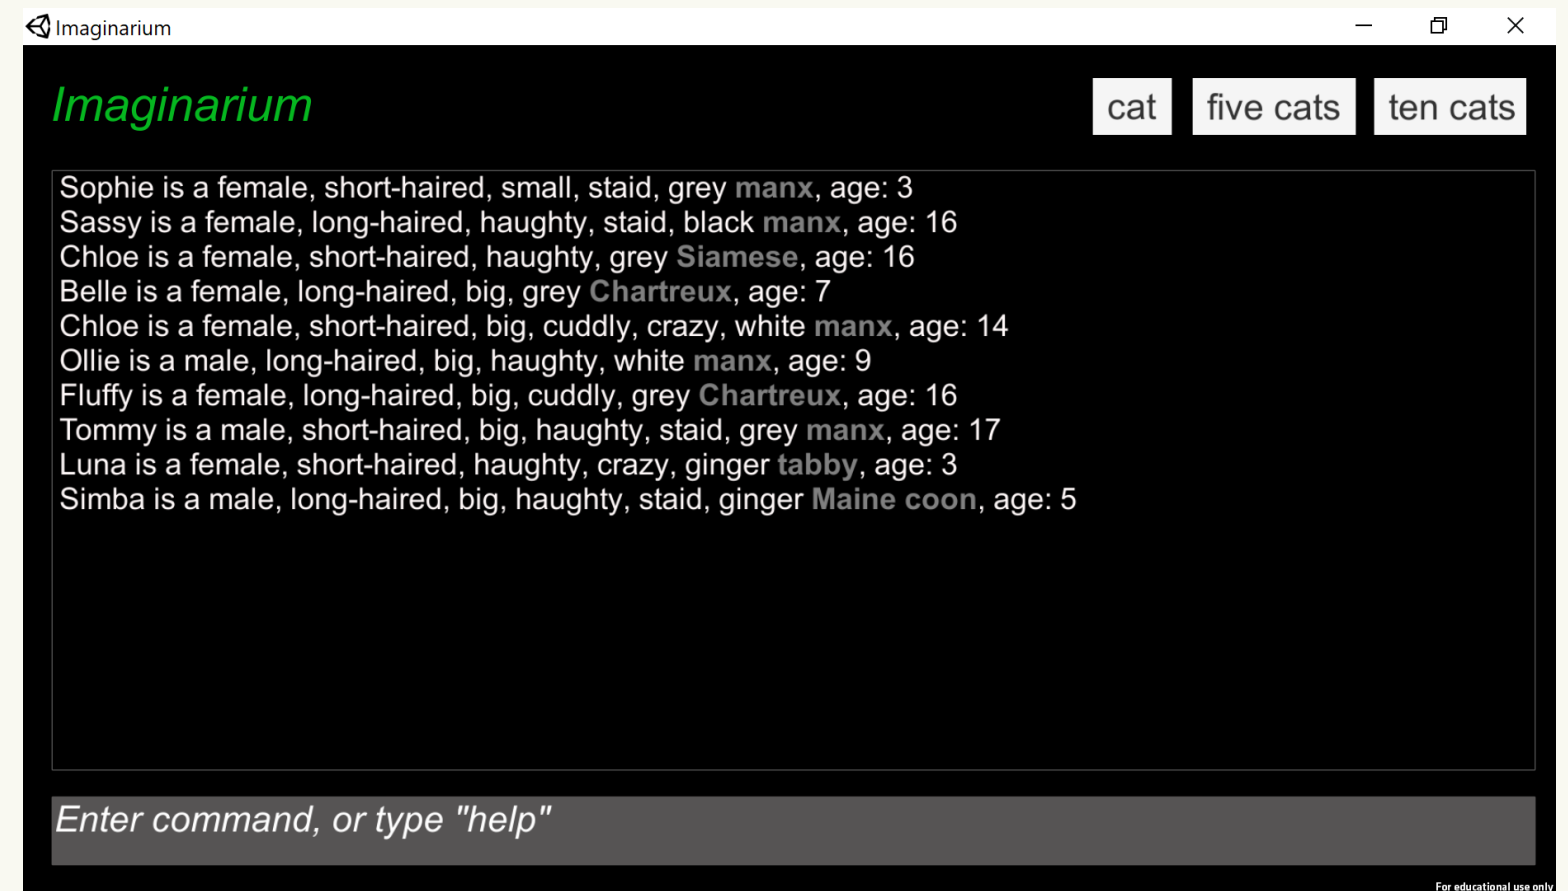 Imaginarium
Imaginarium
cat five cats ten cats
Sophie is a female, short-haired, small, staid, grey manx, age: 3
Sassy is a female, long-haired, haughty, staid, black manx, age: 16
Chloe is a female, short-haired, haughty, grey Siamese, age: 16
Belle is a female, long-haired, big, grey Chartreux, age: 7
Chloe is a female, short-haired, big, cuddly, crazy, white manx, age: 14
Ollie is a male, long-haired, big, haughty, white manx, age: 9
Fluffy is a female, long-haired, big, cuddly, grey Chartreux, age: 16
Tommy is a male, short-haired, big, haughty, staid, grey manx, age: 17
Luna is a female, short-haired, haughty, crazy, ginger tabby, age: 3
Simba is a male, long-haired, big, haughty, staid, ginger Maine coon, age: 5
Enter command, or type "help"
For educational use only